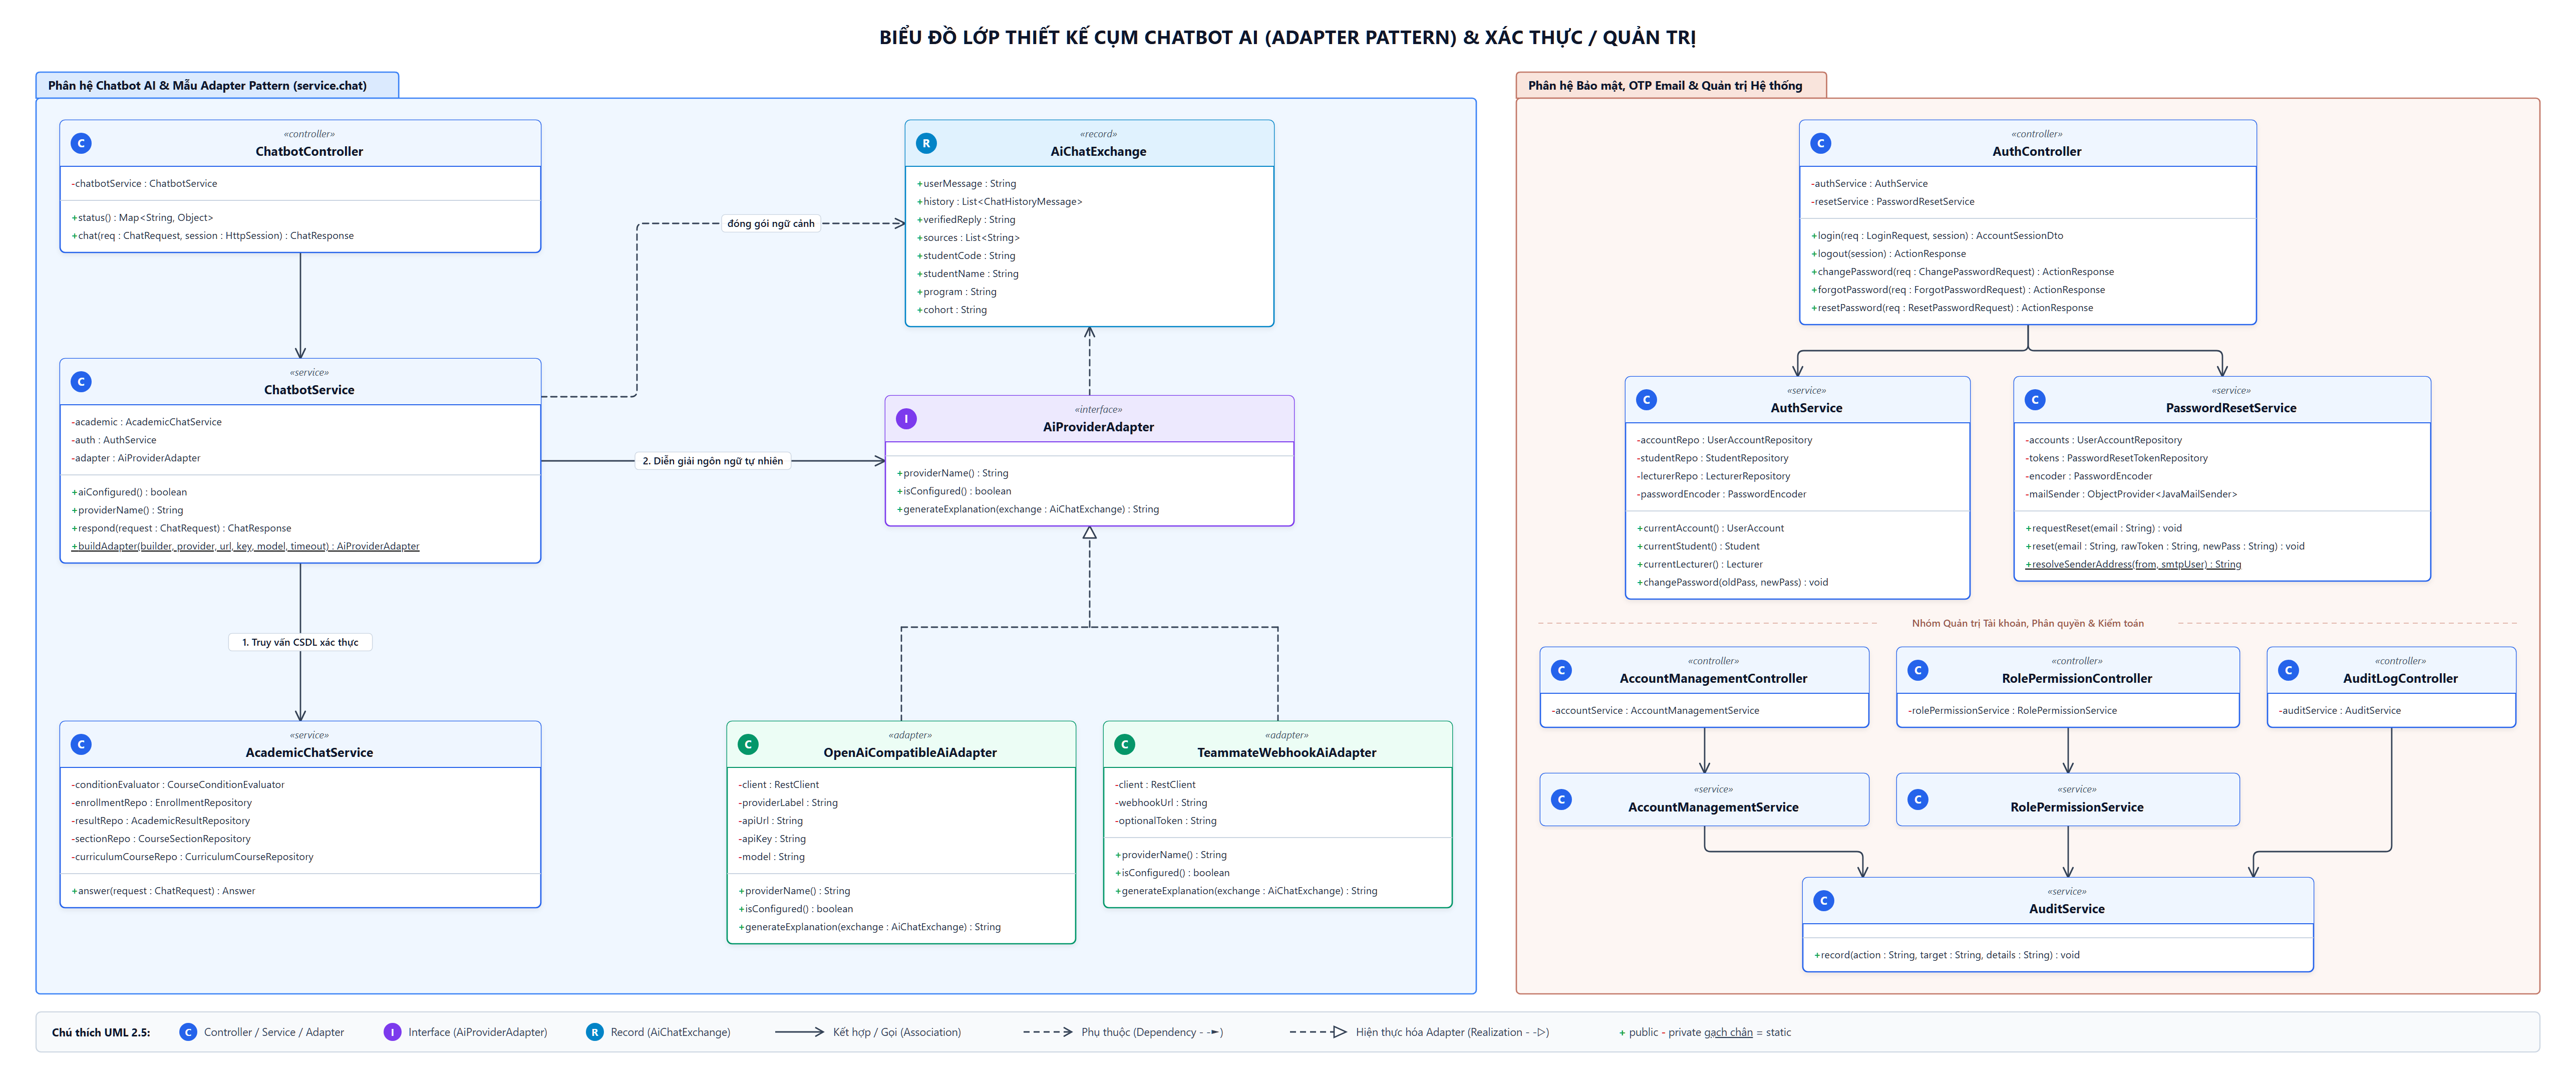 BIỂU ĐỒ LỚP THIẾT KẾ CỤM CHATBOT AI (ADAPTER PATTERN) & XÁC THỰC / QUẢN TRỊ
Phân hệ Chatbot AI & Mẫu Adapter Pattern (service.chat)
C
«controller»
ChatbotController
-chatbotService : ChatbotService
+status() : Map<String, Object>
+chat(req : ChatRequest, session : HttpSession) : ChatResponse
R
«record»
AiChatExchange
+userMessage : String
+history : List<ChatHistoryMessage>
+verifiedReply : String
+sources : List<String>
+studentCode : String
+studentName : String
+program : String
+cohort : String
đóng gói ngữ cảnh
C
«service»
ChatbotService
-academic : AcademicChatService
-auth : AuthService
-adapter : AiProviderAdapter
+aiConfigured() : boolean
+providerName() : String
+respond(request : ChatRequest) : ChatResponse
+buildAdapter(builder, provider, url, key, model, timeout) : AiProviderAdapter
2. Diễn giải ngôn ngữ tự nhiên
I
«interface»
AiProviderAdapter
+providerName() : String
+isConfigured() : boolean
+generateExplanation(exchange : AiChatExchange) : String
1. Truy vấn CSDL xác thực
C
«service»
AcademicChatService
-conditionEvaluator : CourseConditionEvaluator
-enrollmentRepo : EnrollmentRepository
-resultRepo : AcademicResultRepository
-sectionRepo : CourseSectionRepository
-curriculumCourseRepo : CurriculumCourseRepository
+answer(request : ChatRequest) : Answer
C
«adapter»
OpenAiCompatibleAiAdapter
-client : RestClient
-providerLabel : String
-apiUrl : String
-apiKey : String
-model : String
+providerName() : String
+isConfigured() : boolean
+generateExplanation(exchange : AiChatExchange) : String
C
«adapter»
TeammateWebhookAiAdapter
-client : RestClient
-webhookUrl : String
-optionalToken : String
+providerName() : String
+isConfigured() : boolean
+generateExplanation(exchange : AiChatExchange) : String
Phân hệ Bảo mật, OTP Email & Quản trị Hệ thống
C
«controller»
AuthController
-authService : AuthService
-resetService : PasswordResetService
+login(req : LoginRequest, session) : AccountSessionDto
+logout(session) : ActionResponse
+changePassword(req : ChangePasswordRequest) : ActionResponse
+forgotPassword(req : ForgotPasswordRequest) : ActionResponse
+resetPassword(req : ResetPasswordRequest) : ActionResponse
C
«service»
AuthService
-accountRepo : UserAccountRepository
-studentRepo : StudentRepository
-lecturerRepo : LecturerRepository
-passwordEncoder : PasswordEncoder
+currentAccount() : UserAccount
+currentStudent() : Student
+currentLecturer() : Lecturer
+changePassword(oldPass, newPass) : void
C
«service»
PasswordResetService
-accounts : UserAccountRepository
-tokens : PasswordResetTokenRepository
-encoder : PasswordEncoder
-mailSender : ObjectProvider<JavaMailSender>
+requestReset(email : String) : void
+reset(email : String, rawToken : String, newPass : String) : void
+resolveSenderAddress(from, smtpUser) : String
Nhóm Quản trị Tài khoản, Phân quyền & Kiểm toán
C
«controller»
AccountManagementController
-accountService : AccountManagementService
C
«controller»
RolePermissionController
-rolePermissionService : RolePermissionService
C
«controller»
AuditLogController
-auditService : AuditService
C
«service»
AccountManagementService
C
«service»
RolePermissionService
C
«service»
AuditService
+record(action : String, target : String, details : String) : void
Chú thích UML 2.5:
C Controller / Service / Adapter
I Interface (AiProviderAdapter)
R Record (AiChatExchange)
Kết hợp / Gọi (Association)
Phụ thuộc (Dependency - -►)
Hiện thực hóa Adapter (Realization - -▷)
+ public - private gạch chân = static